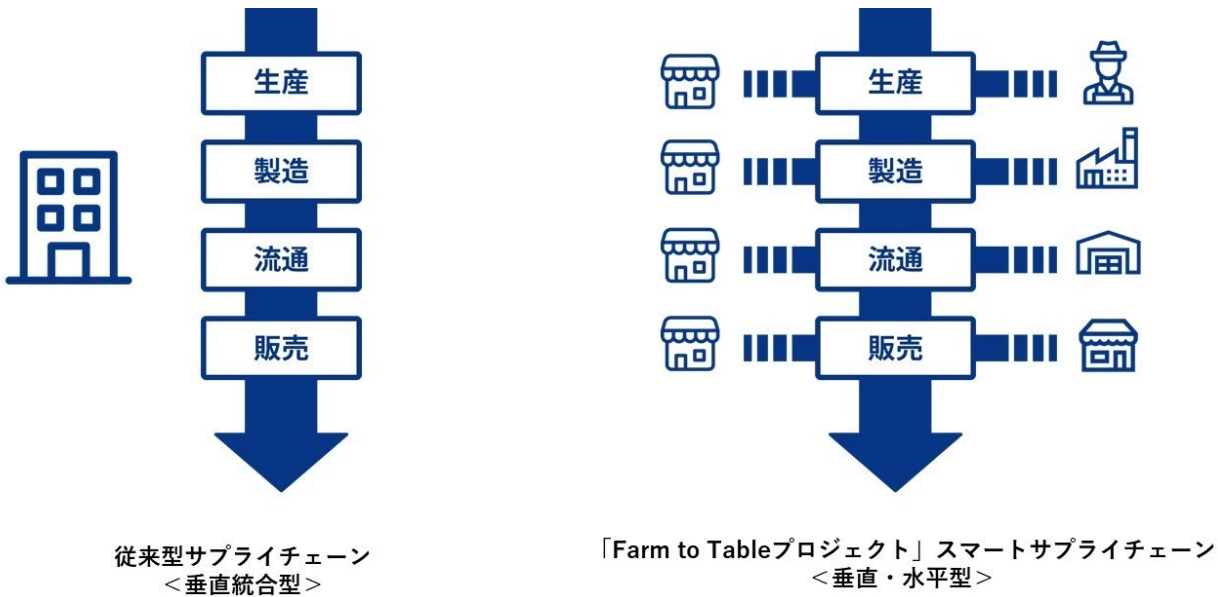 生産
製造
流通
販売
従来型サプライチェーン
＜垂直統合型＞
生産
製造
流通
販売
「Farm to Tableプロジェクト」スマートサプライチェーン
＜垂直・水平型＞